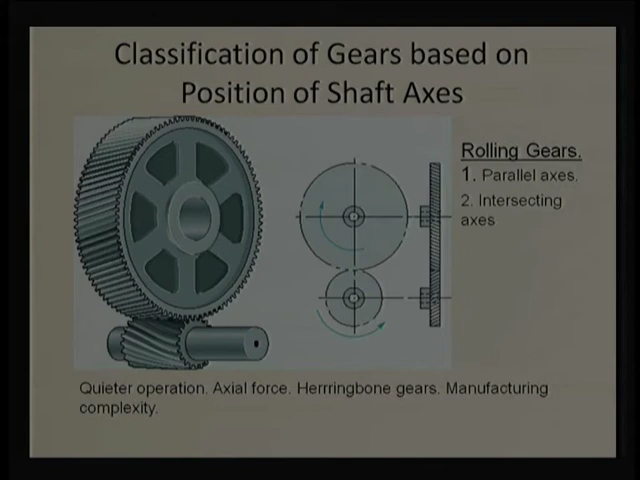 Classification of Gears based on
Position of Shaft Axes
Rolling Gears.
1. Parallel axes.
2. Intersecting
axes
Quieter operation. Axial force. Herrringbone gears. Manufacturing
complexity.